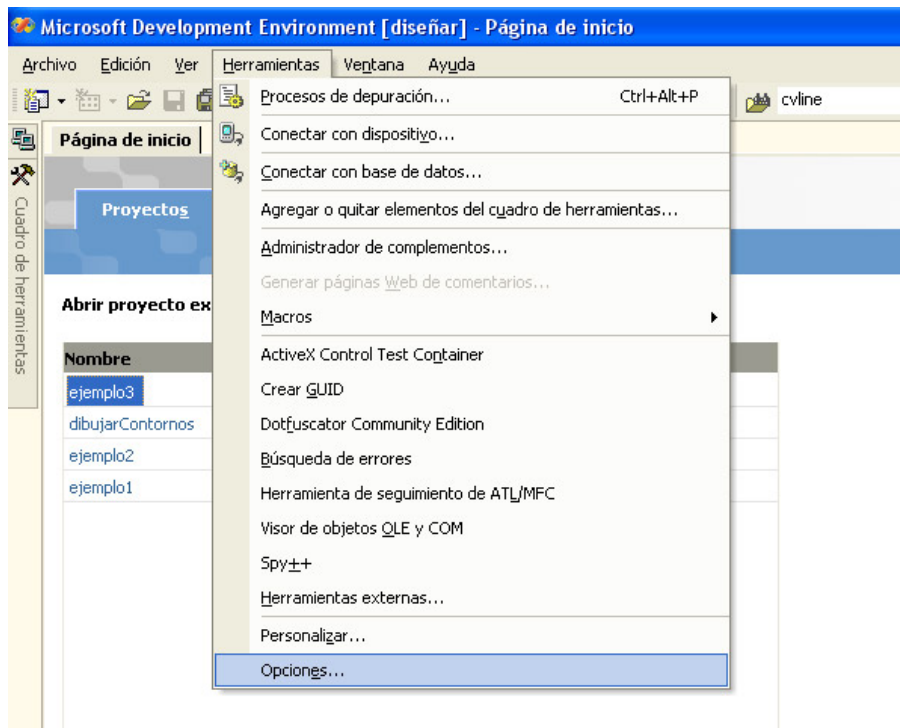 Microsoft Development Environment [diseñar] - Página de inicio
Archivo Edición Ver Herramientas Ventana Ayuda
Procesos de depuración... Ctrl+Alt+P
cvline
Página de inicio
Conectar con dispositivo...
Conectar con base de datos...
Cuadro de herramientas
Proyectos
Agregar o quitar elementos del cuadro de herramientas...
Administrador de complementos...
Generar páginas Web de comentarios...
Abrir proyecto ex
Macros
Nombre
ActiveX Control Test Container
ejemplo3
Crear GUID
dibujarContornos
Dotfuscator Community Edition
ejemplo2
Búsqueda de errores
ejemplo1
Herramienta de seguimiento de ATL/MFC
Visor de objetos OLE y COM
Spy++
Herramientas externas...
Personalizar...
Opciones...